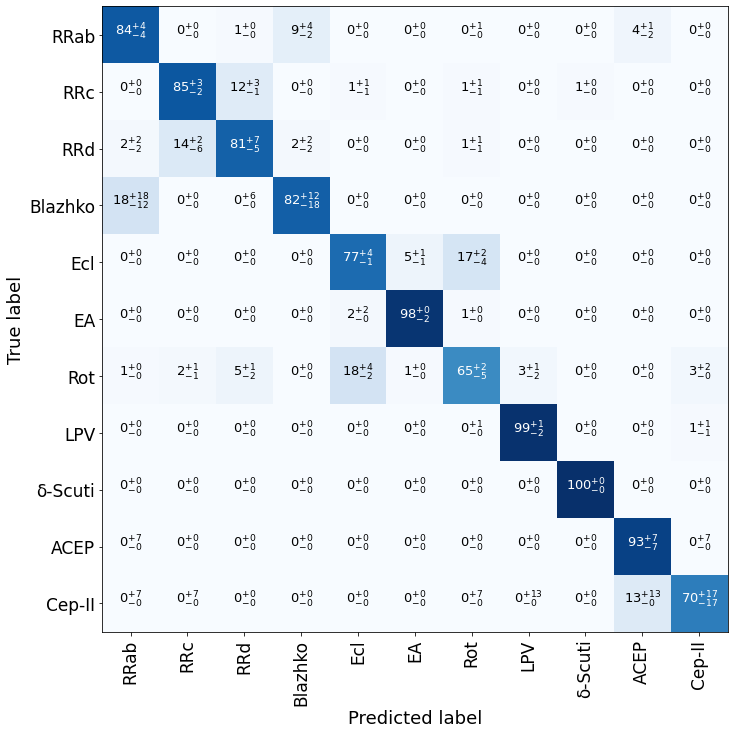 RRab 84+4−4 0+0−0 1+0−0 9+4−2 0+0−0 0+0−0 0+1−0 0+0−0 0+0−0 4+1−2 0+0−0
RRc 0+0−0 85+3−2 12+3−1 0+0−0 1+1−1 0+0−0 1+1−1 0+0−0 1+0−0 0+0−0 0+0−0
RRd 2+2−2 14+2−6 81+7−5 2+2−2 0+0−0 0+0−0 1+1−1 0+0−0 0+0−0 0+0−0 0+0−0
Blazhko 18+18−12 0+0−0 0+6−0 82+12−18 0+0−0 0+0−0 0+0−0 0+0−0 0+0−0 0+0−0 0+0−0
Ecl 0+0−0 0+0−0 0+0−0 0+0−0 77+4−1 5+1−1 17+2−4 0+0−0 0+0−0 0+0−0 0+0−0
EA 0+0−0 0+0−0 0+0−0 0+0−0 2+2−0 98+0−2 1+0−0 0+0−0 0+0−0 0+0−0 0+0−0
Rot 1+0−0 2+1−1 5+1−2 0+0−0 18+4−2 1+0−0 65+2−5 3+1−2 0+0−0 0+0−0 3+2−0
LPV 0+0−0 0+0−0 0+0−0 0+0−0 0+0−0 0+0−0 0+1−0 99+1−2 0+0−0 0+0−0 1+1−1
δ-Scuti 0+0−0 0+0−0 0+0−0 0+0−0 0+0−0 0+0−0 0+0−0 0+0−0 100+0−0 0+0−0 0+0−0
ACEP 0+7−0 0+0−0 0+0−0 0+0−0 0+0−0 0+0−0 0+0−0 0+0−0 0+0−0 93+7−7 0+7−0
Cep-II 0+7−0 0+7−0 0+0−0 0+0−0 0+0−0 0+0−0 0+7−0 0+13−0 0+0−0 13+13−0 70+17−17
True label
RRab RRc RRd Blazhko Ecl EA Rot LPV δ-Scuti ACEP Cep-II
Predicted label